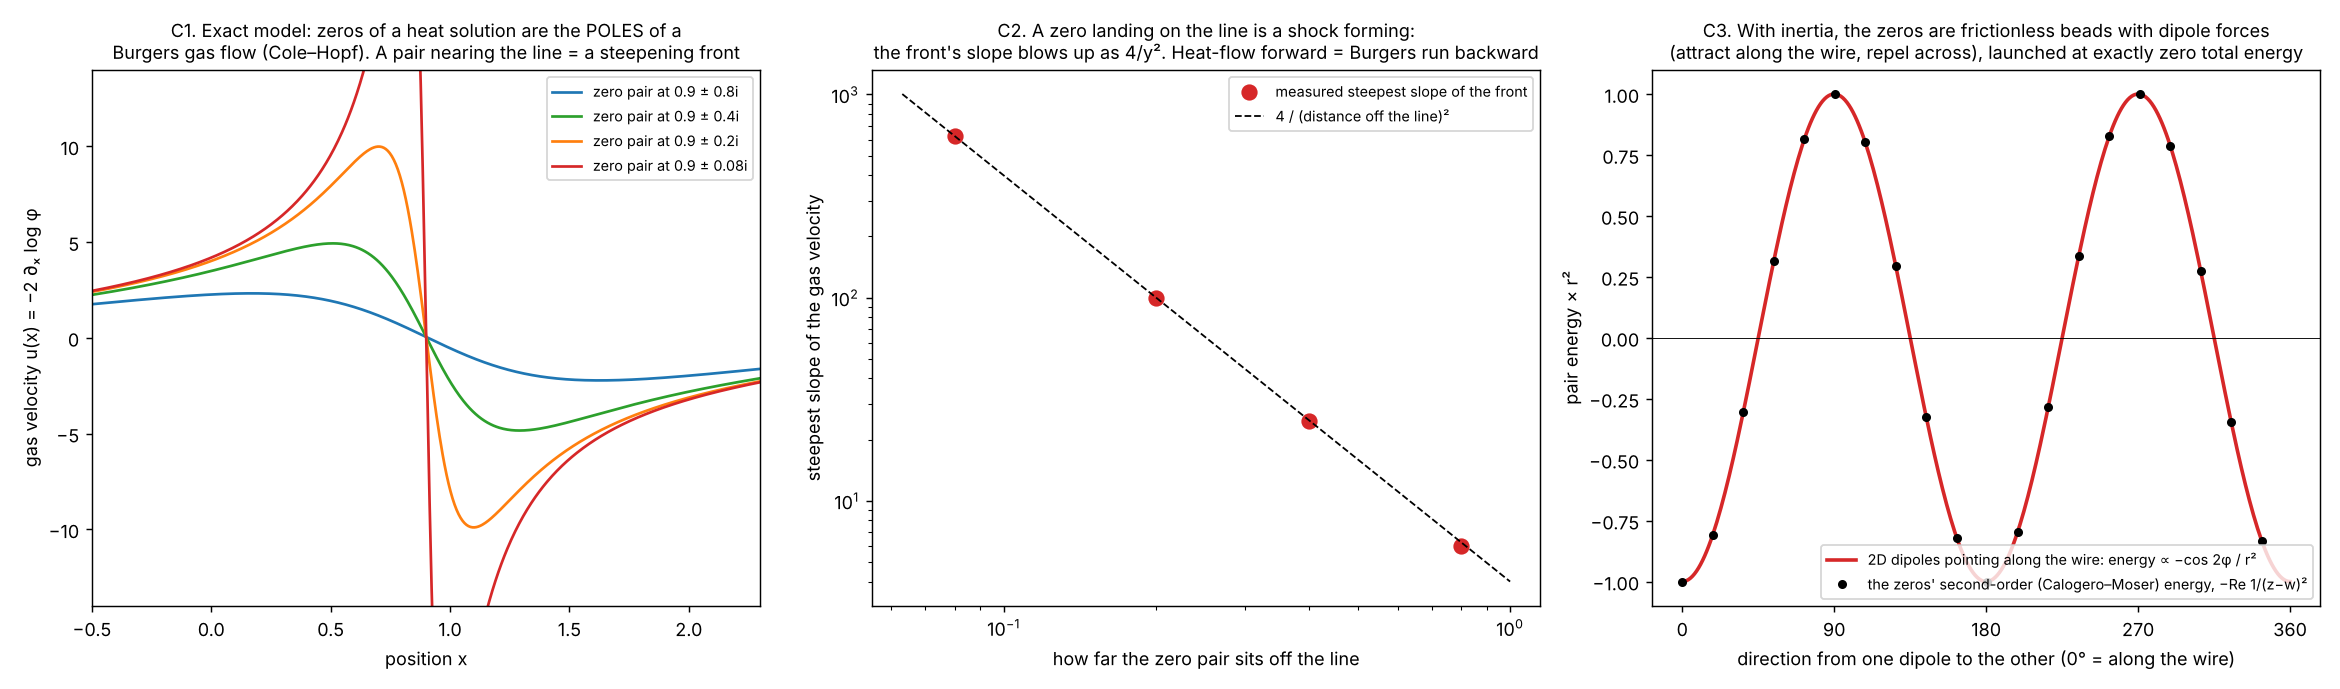 C1. Exact model: zeros of a heat solution are the POLES of a
Burgers gas flow (Cole–Hopf). A pair nearing the line = a steepening front
gas velocity u(x) = −2 ∂ₓ log φ
10
5
0
−5
−10
zero pair at 0.9 ± 0.8i
zero pair at 0.9 ± 0.4i
zero pair at 0.9 ± 0.2i
zero pair at 0.9 ± 0.08i
−0.5 0.0 0.5 1.0 1.5 2.0
position x
C2. A zero landing on the line is a shock forming:
the front's slope blows up as 4/y². Heat-flow forward = Burgers run backward
steepest slope of the gas velocity
10³
10²
10¹
measured steepest slope of the front
4 / (distance off the line)²
10⁻¹ 10⁰
how far the zero pair sits off the line
C3. With inertia, the zeros are frictionless beads with dipole forces
(attract along the wire, repel across), launched at exactly zero total energy
pair energy × r²
1.00
0.75
0.50
0.25
0.00
−0.25
−0.50
−0.75
−1.00
2D dipoles pointing along the wire: energy ∝ −cos 2φ / r²
the zeros' second-order (Calogero–Moser) energy, −Re 1/(z−w)²
0 90 180 270 360
direction from one dipole to the other (0° = along the wire)